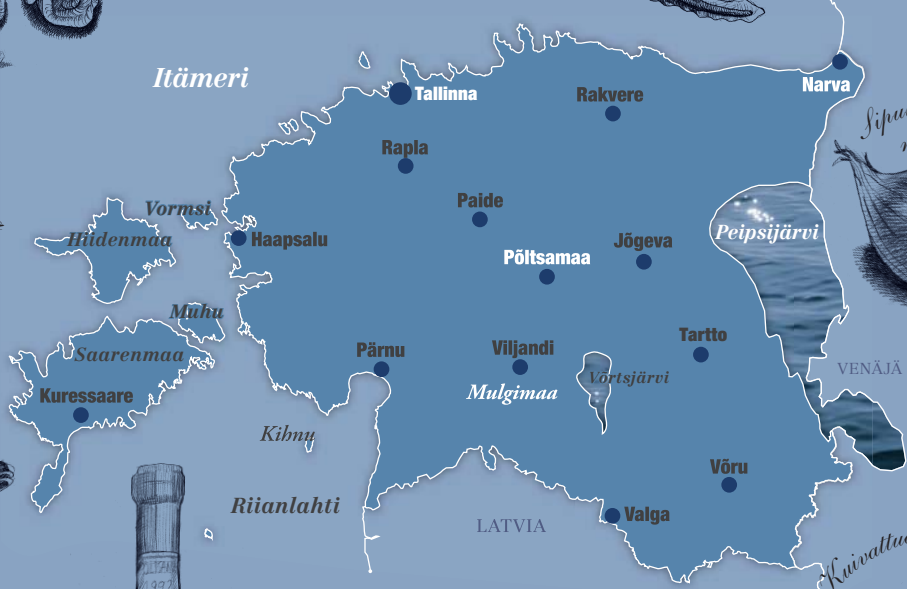 Itämeri
Tallinna
Rakvere
Narva
Rapla
Paide
Vormsi
Hiidenmaa
Haapsalu
Põltsamaa
Jõgeva
Peipsijärvi
Muhu
Saarenmaa
Kuressaare
Pärnu
Viljandi
Mulgimaa
Võrtsjärvi
Tartto
VENÄJÄ
Kihnu
Riianlahti
LATVIA
Võru
Valga